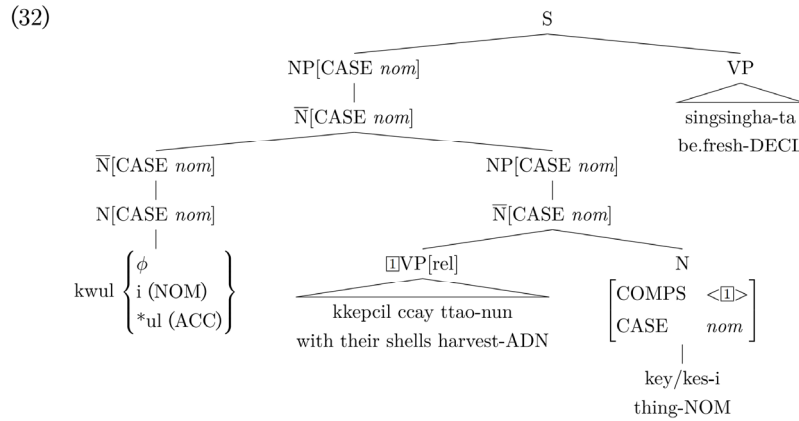 (32)
S
NP[CASE nom] VP
N̅[CASE nom] singsingha-ta
be.fresh-DECL
N̅[CASE nom] NP[CASE nom]
N[CASE nom] N̅[CASE nom]
kwul { ϕ
i (NOM)
*ul (ACC) }
1VP[rel] N
kkepcil ccay ttao-nun
with their shells harvest-ADN
[COMPS <1>
CASE nom]
key/kes-i
thing-NOM